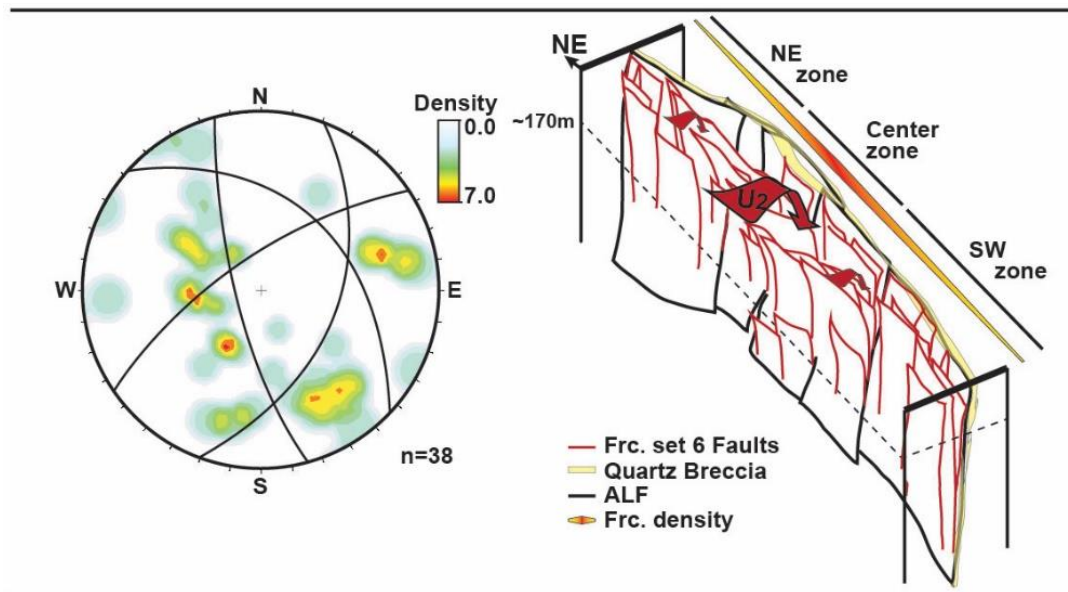 N
W
E
S
n=38
Density
0.0
7.0
NE
~170m
NE
zone
Center
zone
SW
zone
U2
Frc. set 6 Faults
Quartz Breccia
ALF
Frc. density